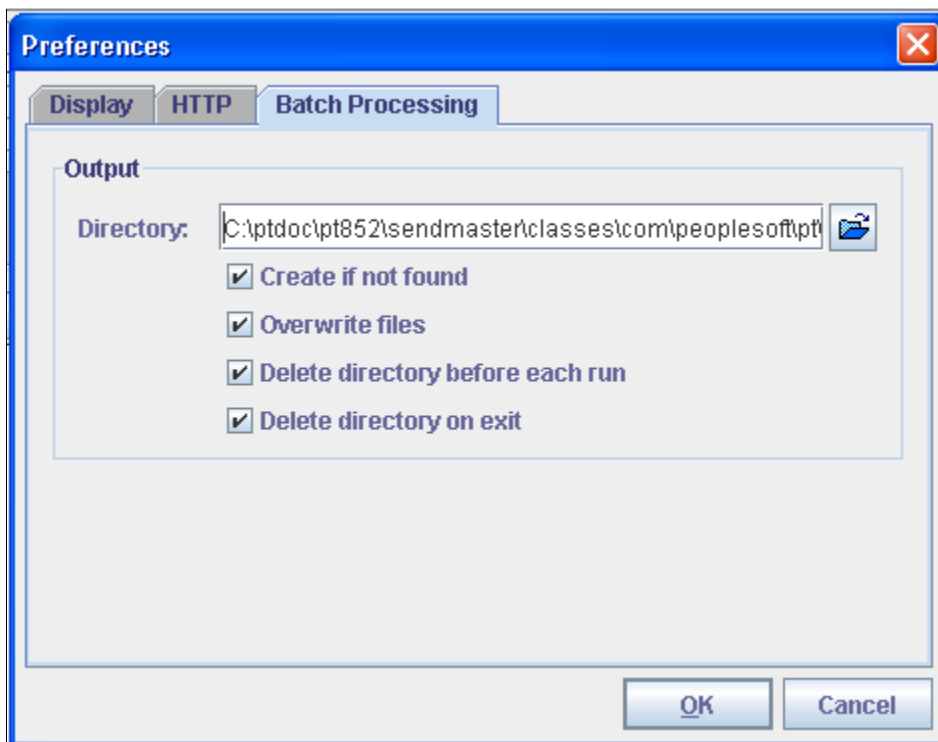 Preferences
Display HTTP Batch Processing
Output
Directory: C:\ptdoc\pt852\sendmaster\classes\com\peoplesoft\pt\
Create if not found
Overwrite files
Delete directory before each run
Delete directory on exit
OK Cancel